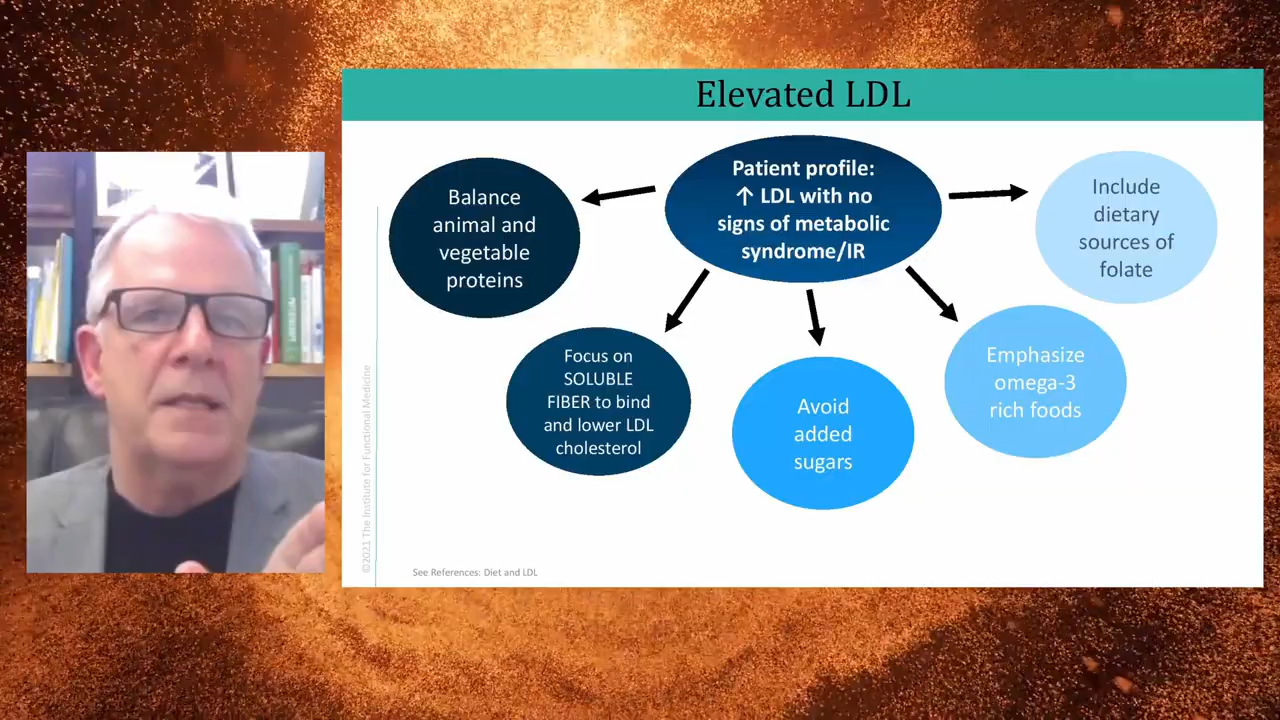 Elevated LDL
Patient profile:
↑ LDL with no
signs of metabolic
syndrome/IR
Balance
animal and
vegetable
proteins
Focus on
SOLUBLE
FIBER to bind
and lower LDL
cholesterol
Avoid
added
sugars
Emphasize
omega-3
rich foods
Include
dietary
sources of
folate
©2021 The Institute for Functional Medicine
See References: Diet and LDL